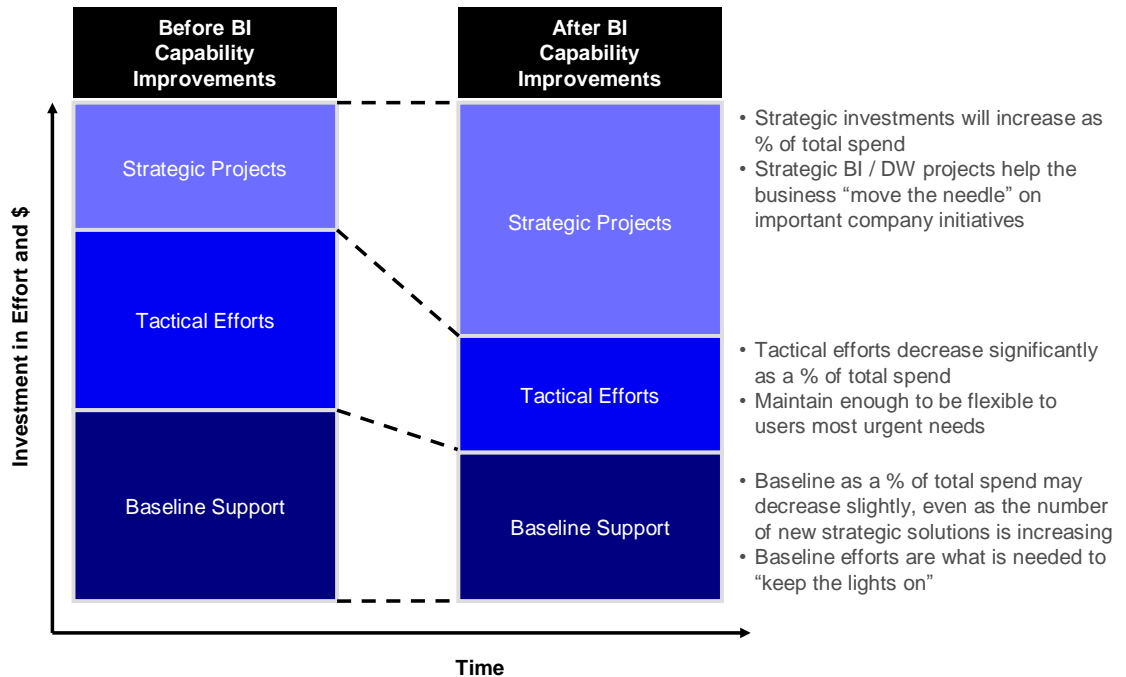 Before BI
Capability
Improvements
After BI
Capability
Improvements
Investment in Effort and $
Strategic Projects
Tactical Efforts
Baseline Support
Strategic Projects
Tactical Efforts
Baseline Support
• Strategic investments will increase as
% of total spend
• Strategic BI / DW projects help the
business “move the needle” on
important company initiatives
• Tactical efforts decrease significantly
as a % of total spend
• Maintain enough to be flexible to
users most urgent needs
• Baseline as a % of total spend may
decrease slightly, even as the number
of new strategic solutions is increasing
• Baseline efforts are what is needed to
“keep the lights on”
Time